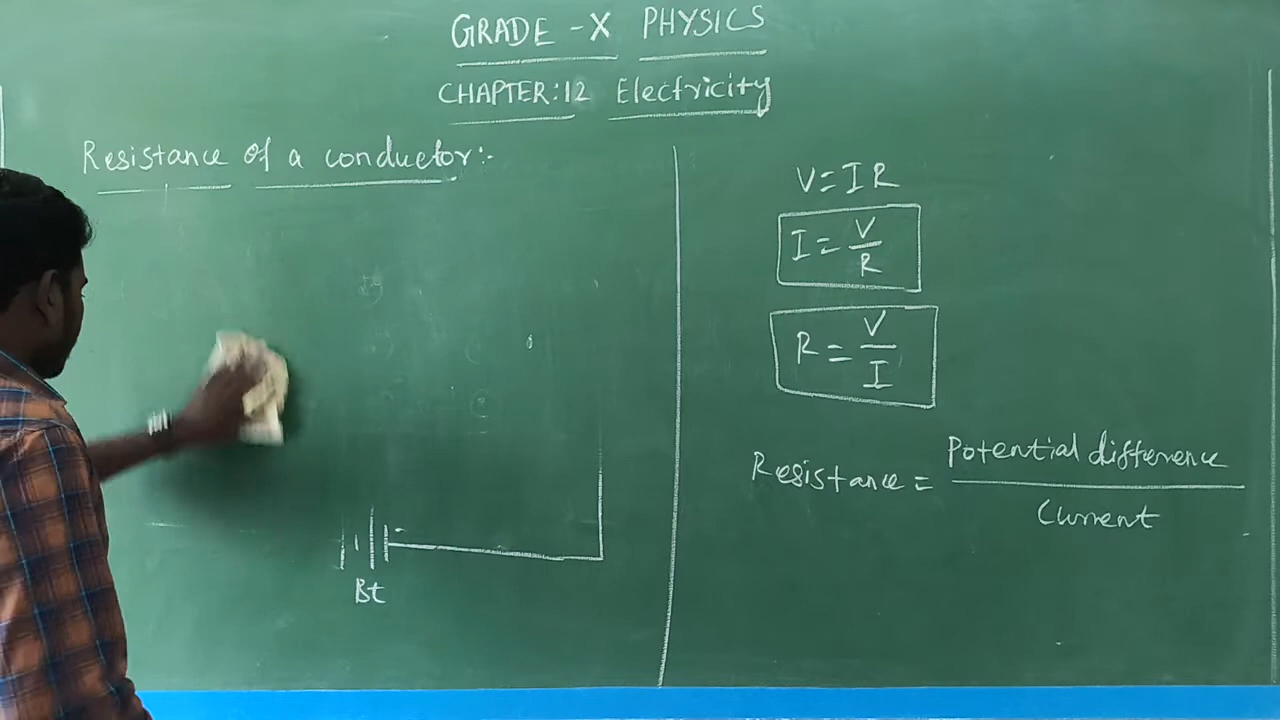 GRADE - X PHYSICS
CHAPTER:12 Electricity
Resistance of a conductor:-
Bt
V=IR
I = V/R
R = V/I
Resistance = Potential difference / Current